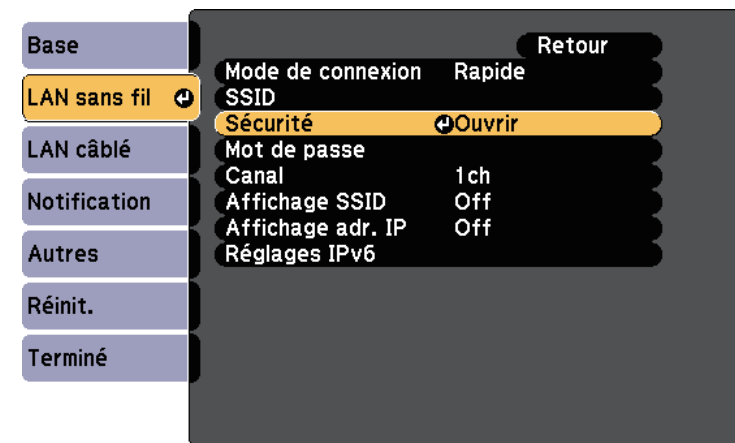 Base
LAN sans fil
LAN câblé
Notification
Autres
Réinit.
Terminé
Retour
Mode de connexion Rapide
SSID
Sécurité Ouvrir
Mot de passe
Canal 1ch
Affichage SSID Off
Affichage adr. IP Off
Réglages IPv6